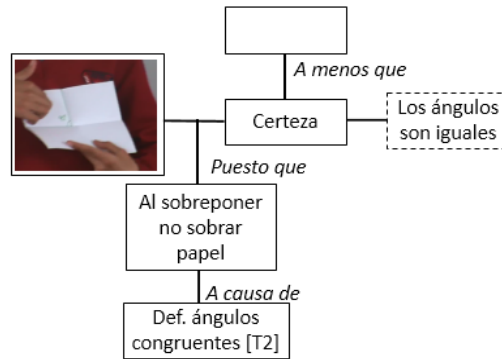 A menos que
Certeza
Los ángulos
son iguales
Puesto que
Al sobreponer
no sobrar
papel
A causa de
Def. ángulos
congruentes [T2]